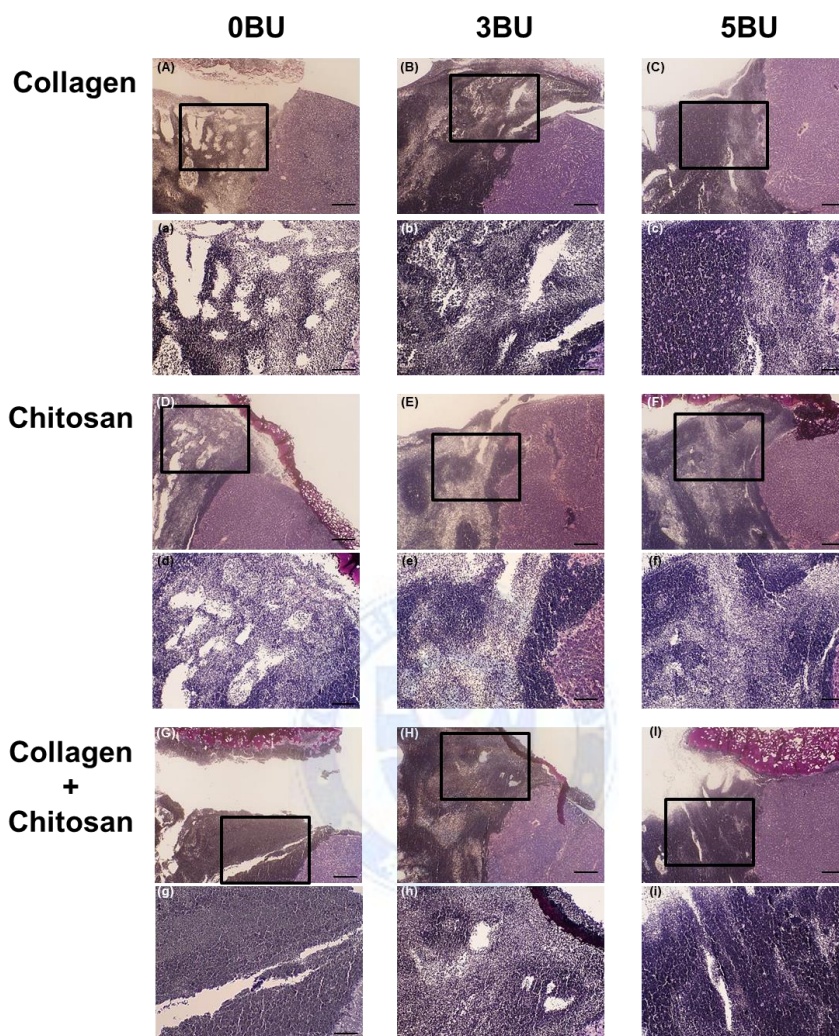 0BU 3BU 5BU
Collagen
(A) (B) (C)
(a) (b) (c)
Chitosan
(D) (E) (F)
(d) (e) (f)
Collagen
+
Chitosan
(G) (H) (I)
(g) (h) (i)